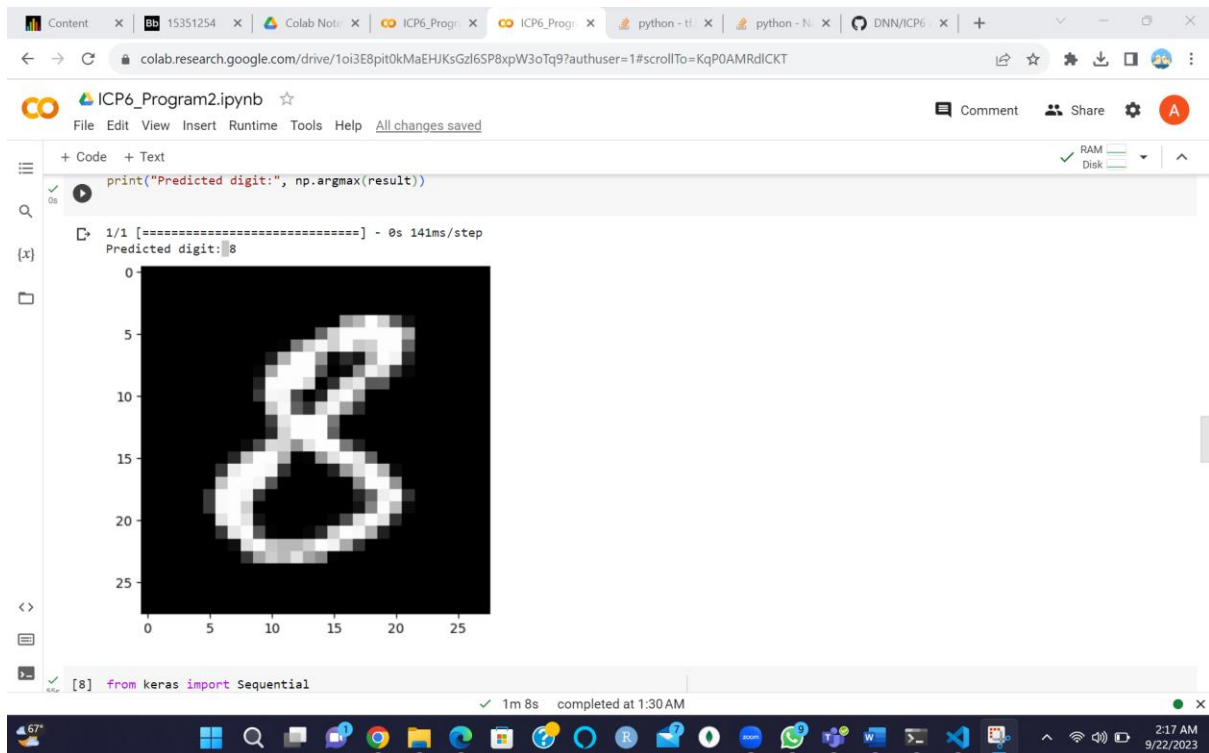 Content
15351254
Colab Note
ICP6_Progr
ICP6_Progr
python - tf.
python - N
DNN/ICP6
colab.research.google.com/drive/1oi3E8pit0kMaEHJKsGzl6SP8xpW3oTq9?authuser=1#scrollTo=KqP0AMRdlCKT
ICP6_Program2.ipynb
Comment
Share
A
File Edit View Insert Runtime Tools Help All changes saved
+ Code + Text
RAM
Disk
print("Predicted digit:", np.argmax(result))
0s
1/1 [==============================] - 0s 141ms/step
Predicted digit: 8
{x}
0
5
10
15
20
25
0 5 10 15 20 25
[8] from keras import Sequential
1m 8s completed at 1:30 AM
67°
2:17 AM
9/22/2023